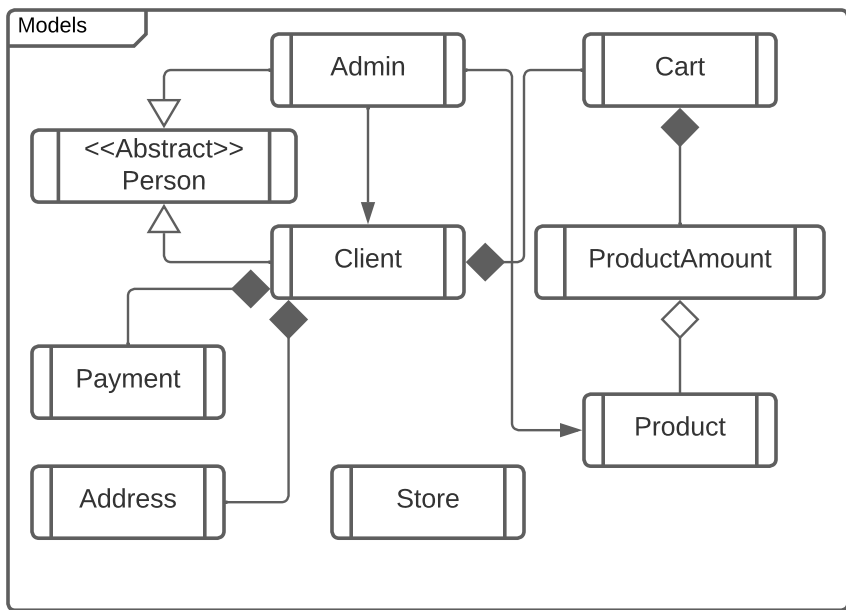 Models
Admin
Cart
<<Abstract>>
Person
Client
ProductAmount
Payment
Product
Address
Store